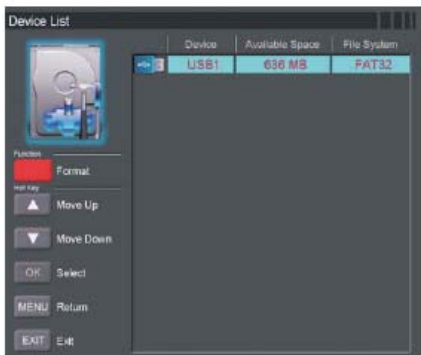 Device List
Device Available Space File System
USB1 636 MB FAT32
Function
Format
Hot Key
Move Up
Move Down
OK Select
MENU Return
EXIT Exit